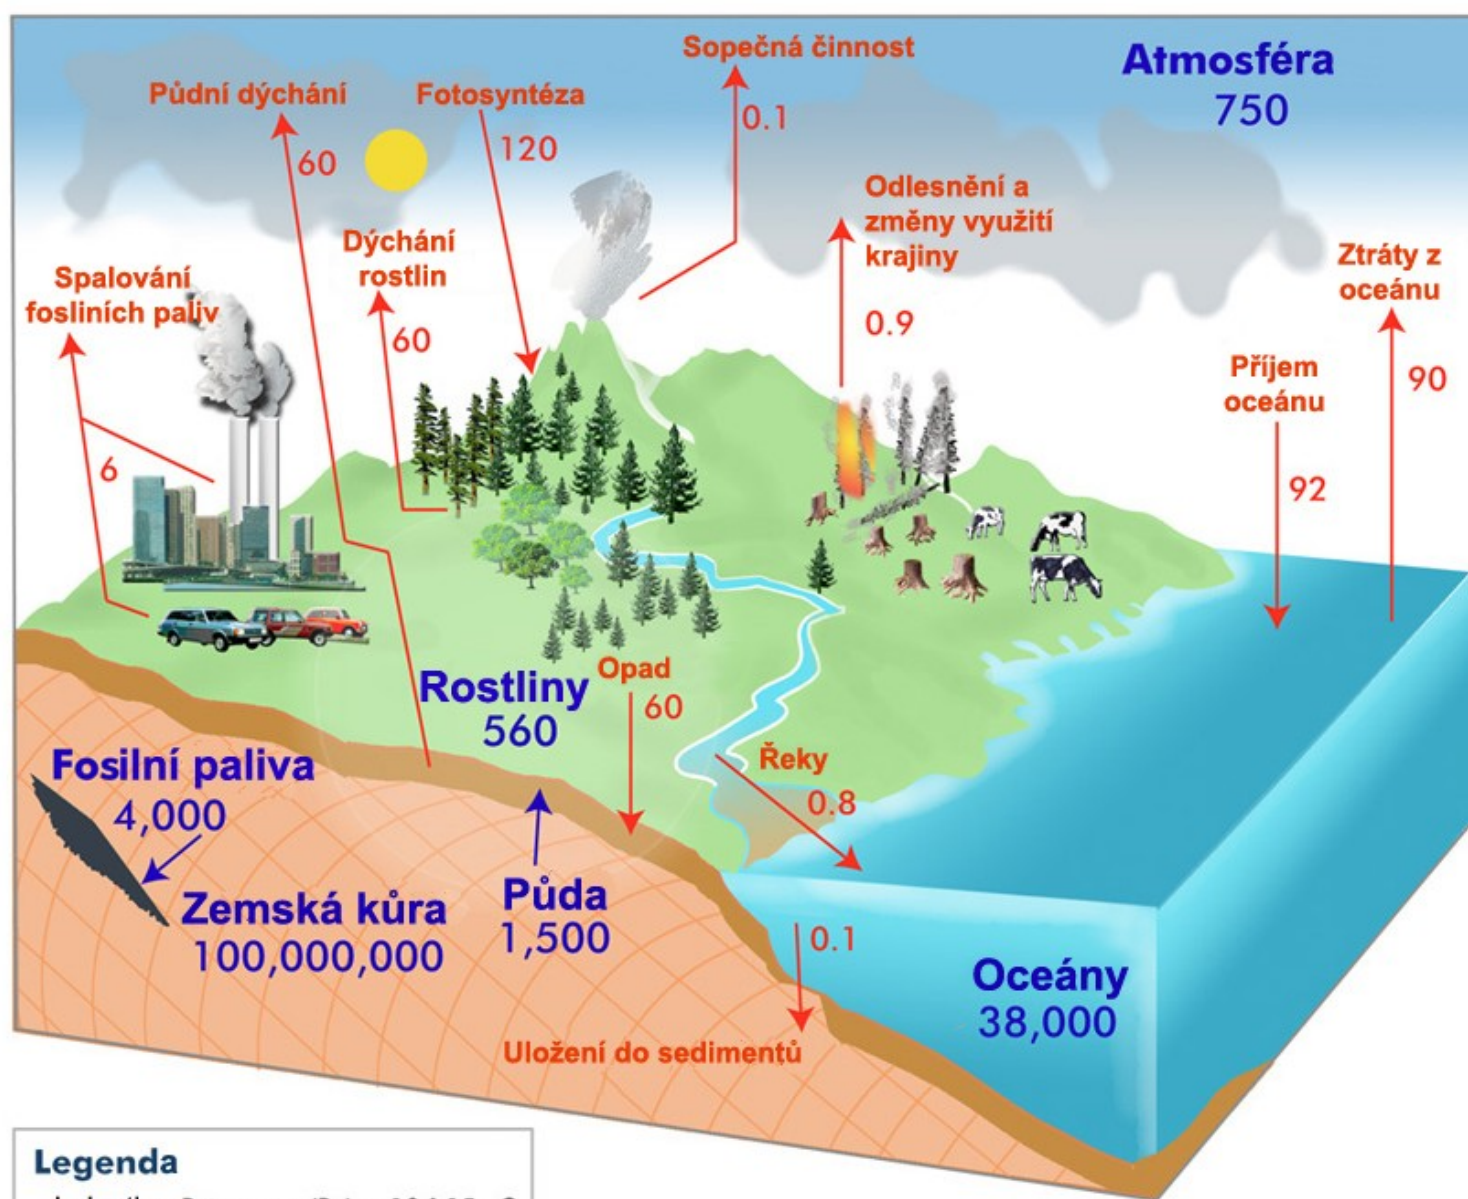 Sopečná činnost
0.1
Atmosféra
750
Půdní dýchání
60
Fotosyntéza
120
Odlesnění a
změny využití
krajiny
0.9
Dýchání
rostlin
60
Ztráty z
oceánu
90
Spalování
fosliních paliv
6
Příjem
oceánu
92
Rostliny
560
Opad
60
Řeky
0.8
Fosilní paliva
4,000
Zemská kůra
100,000,000
Půda
1,500
0.1
Uložení do sedimentů
Oceány
38,000
Legenda